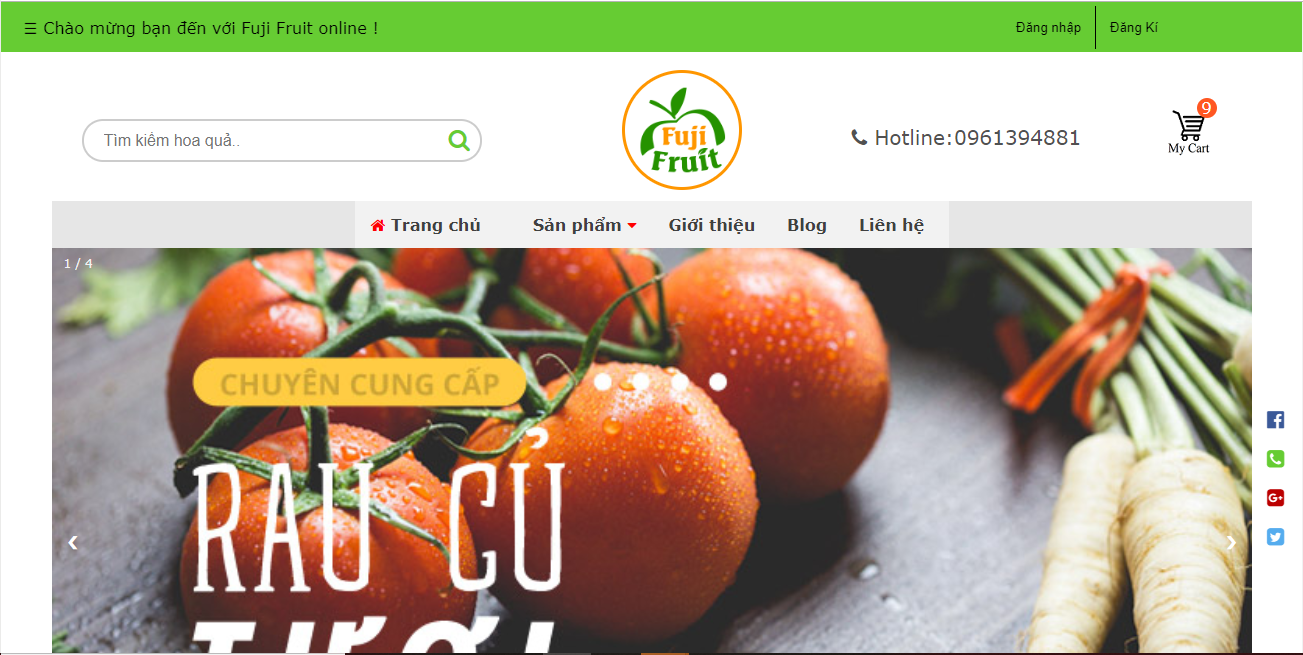 ☰ Chào mừng bạn đến với Fuji Fruit online !
Đăng nhập
Đăng Kí
Tìm kiếm hoa quả..
Fuji
Fruit
Hotline:0961394881
9
My Cart
Trang chủ
Sản phẩm
Giới thiệu
Blog
Liên hệ
1 / 4
CHUYÊN CUNG CẤP
RAU CỦ